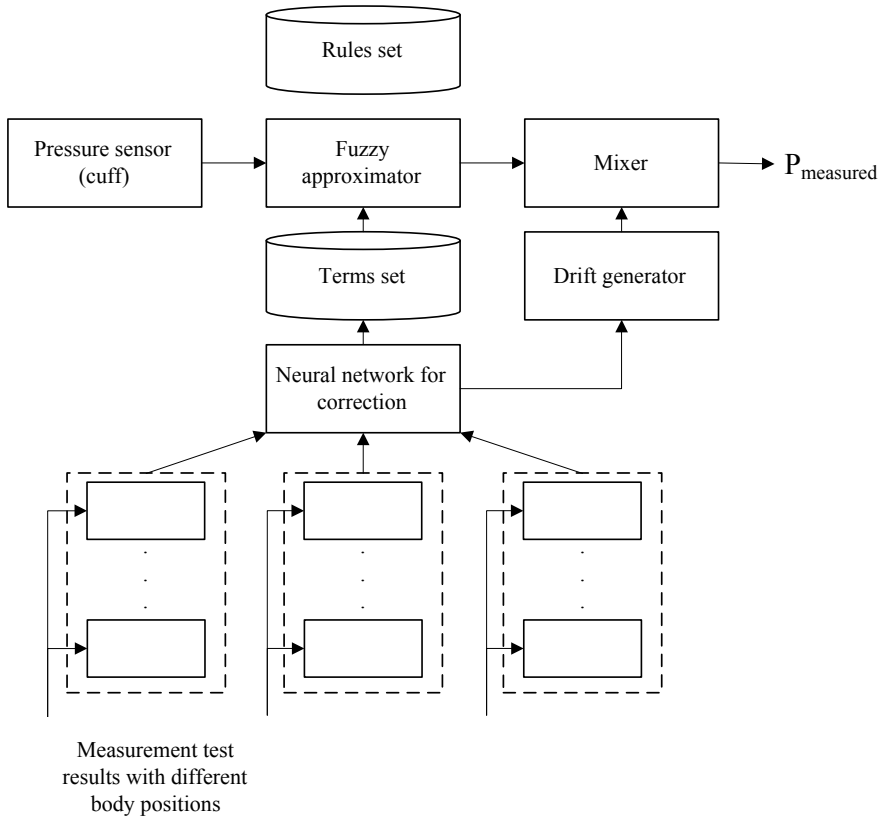 Rules set
Pressure sensor
(cuff)
Fuzzy
approximator
Mixer
Pmeasured
Terms set
Drift generator
Neural network for
correction
Measurement test
results with different
body positions